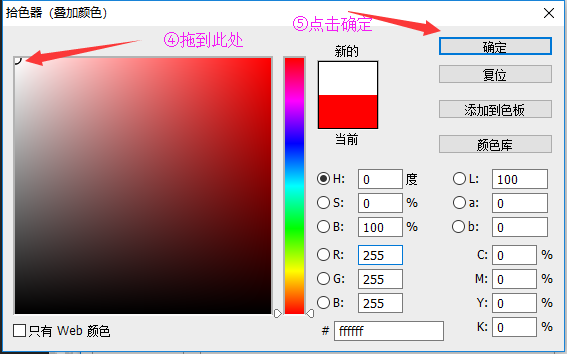 拾色器（叠加颜色）
④拖到此处
⑤点击确定
新的
当前
确定
复位
添加到色板
颜色库
H: 0 度
S: 0 %
B: 100 %
R: 255
G: 255
B: 255
L: 100
a: 0
b: 0
C: 0 %
M: 0 %
Y: 0 %
K: 0 %
# ffffff
只有 Web 颜色